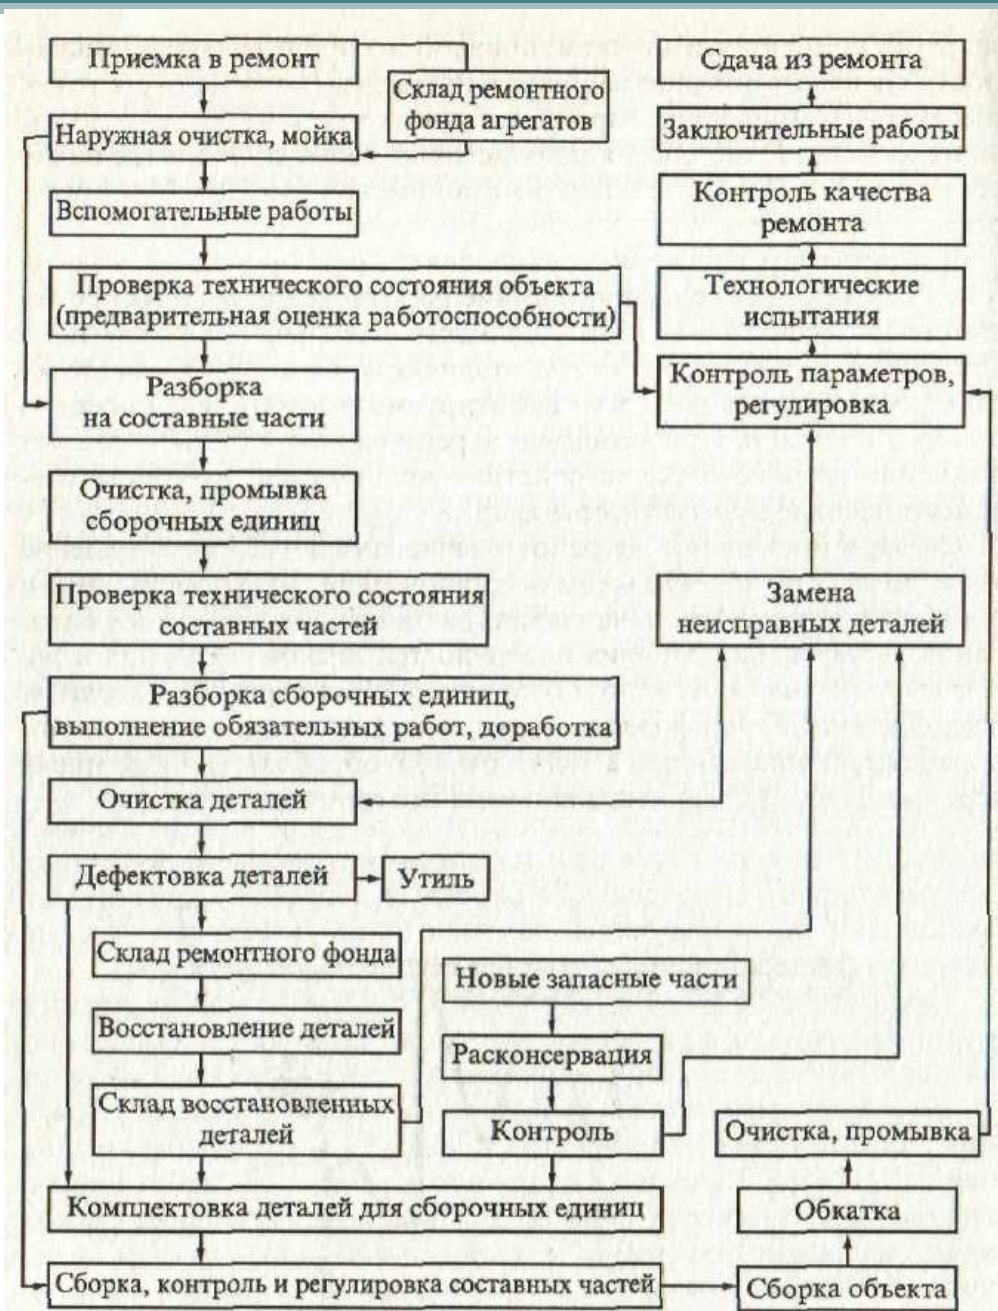 Приемка в ремонт
Наружная очистка, мойка
Склад ремонтного
фонда агрегатов
Вспомогательные работы
Проверка технического состояния объекта
(предварительная оценка работоспособности)
Разборка
на составные части
Очистка, промывка
сборочных единиц
Проверка технического состояния
составных частей
Разборка сборочных единиц,
выполнение обязательных работ, доработка
Очистка деталей
Дефектовка деталей
Утиль
Склад ремонтного фонда
Восстановление деталей
Склад восстановленных
деталей
Новые запасные части
Расконсервация
Контроль
Комплектовка деталей для сборочных единиц
Сборка, контроль и регулировка составных частей
Сборка объекта
Обкатка
Очистка, промывка
Замена
неисправных деталей
Контроль параметров,
регулировка
Технологические
испытания
Контроль качества
ремонта
Заключительные работы
Сдача из ремонта